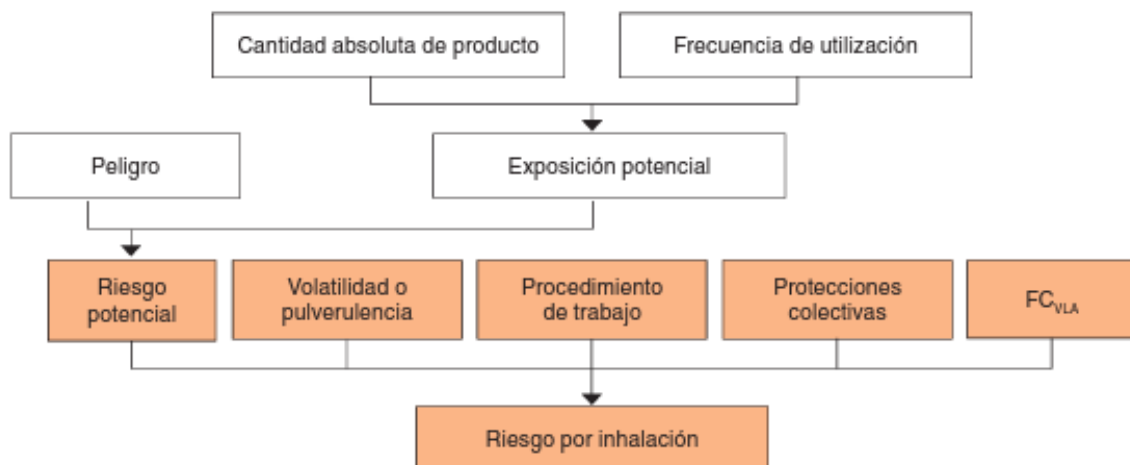 Cantidad absoluta de producto
Frecuencia de utilización
Peligro
Exposición potencial
Riesgo
potencial
Volatilidad o
pulverulencia
Procedimiento
de trabajo
Protecciones
colectivas
FCVLA
Riesgo por inhalación